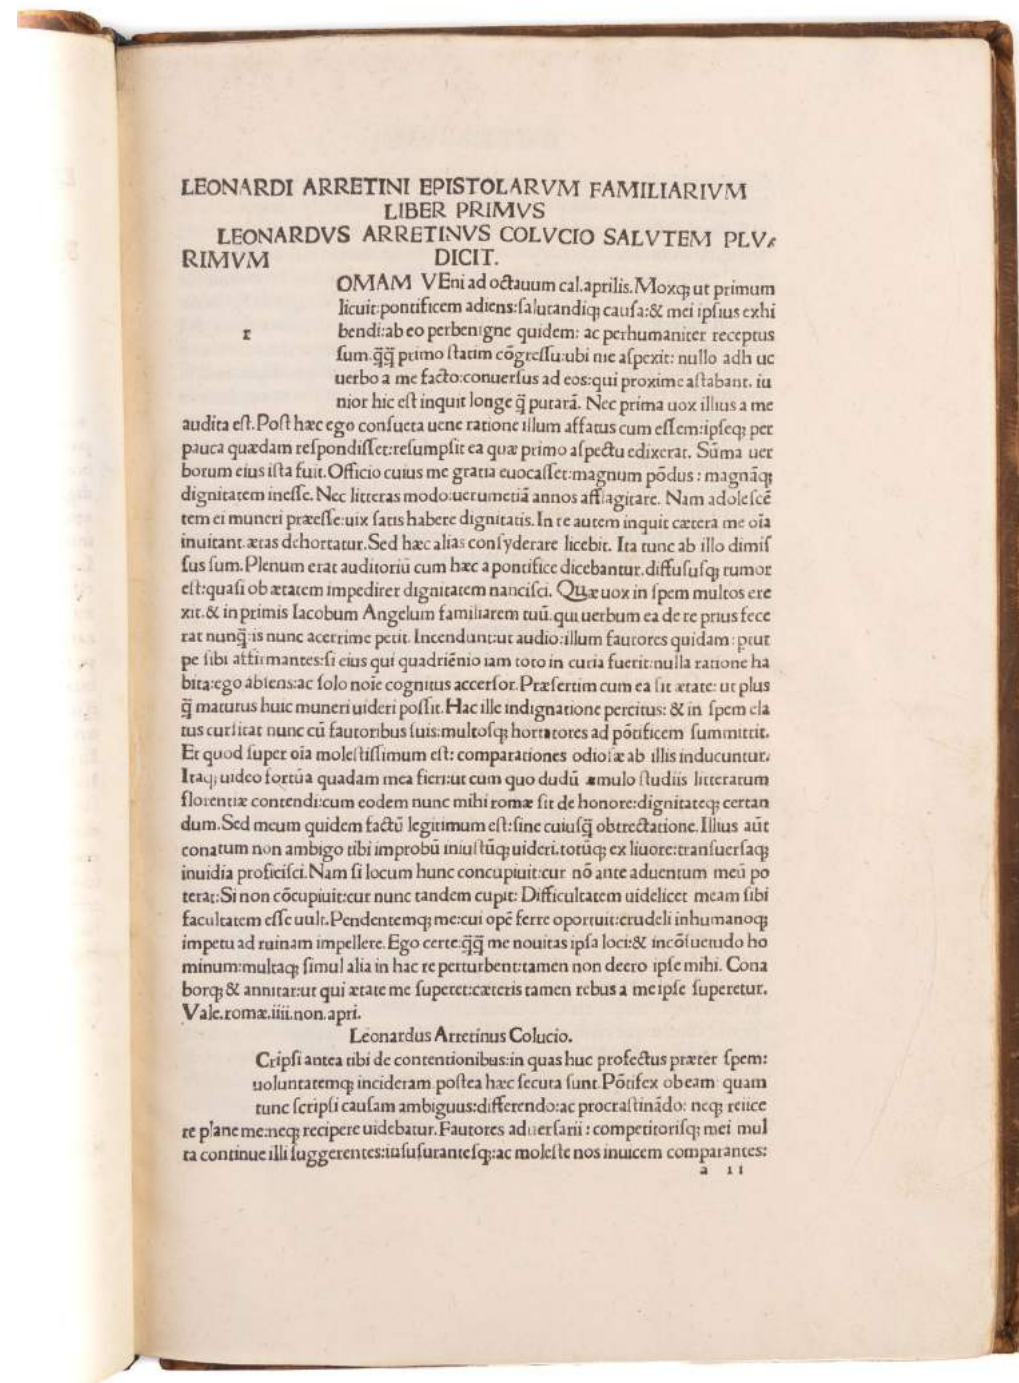 LEONARDI ARRETINI EPISTOLARVM FAMILIARIVM
LIBER PRIMVS
LEONARDVS ARRETINVS COLVCIO SALVTEM PLV⸗
RIMVM DICIT.
OMAM VEni ad octauum cal.aprilis.Moxq; ut primum
licuit:pontificem adiens:ſalutandiq; cauſa:& mei ipſius exhi
r
bendi:ab eo perbenigne quidem: ac perhumaniter receptus
ſum.q̄q̄ primo ſtatim cōgreſſu:ubi me aſpexit: nullo adh uc
uerbo a me facto:conuerſus ad eos:qui proxime aſtabant. iu
nior hic eſt inquit longe q̄ putarā. Nec prima uox illius a me
audita eſt.Poſt hæc ego conſueta uene ratione illum affatus cum eſſem:ipſeq; per
pauca quædam reſpondiſſet:reſumpſit ea quæ primo aſpectu edixerat. Sūma uer
borum eius iſta fuit.Officio cuius me gratia euocaſſet:magnum pōdus : magnāq;
dignitatem ineſſe. Nec litteras modo:uerumetiā annos afflagitare. Nam adoleſcē
tem ei muneri præeſſe:uix ſatis habere dignitatis. In te autem inquit cætera me oīa
inuitant.ætas dehortatur.Sed hæc alias conſyderare licebit. Ita tunc ab illo dimiſ
ſus ſum.Plenum erat auditoriū cum hæc a pontifice dicebantur.diffuſuſq; rumor
eſt:quaſi ob ætatem impedirer dignitatem nanciſci. Quæ uox in ſpem multos ere
xit.& in primis Iacobum Angelum familiarem tuū.qui uerbum ea de re prius fece
rat nunq̄:is nunc acerrime petit. Incendunt:ut audio:illum fautores quidam : ꝑtur
pe ſibi affirmantes:ſi eius qui quadriēnio iam toto in curia fuerit:nulla ratione ha
bita:ego abſens:ac ſolo noīe cognitus accerſor.Præſertim cum ea ſit ætate: ut plus
q̄ maturus huic muneri uideri poſſit.Hac ille indignatione percitus: & in ſpem ela
tus curſitat nunc cū fautoribus ſuis:multoſq; hortatores ad pōtificem ſummittit.
Et quod ſuper oīa moleſtiſſimum eſt: comparationes odioſæ ab illis inducuntur.
Itaq; uideo fortūa quadam mea fieri:ut cum quo dudū æmulo ſtudiis litterarum
florentiæ contendi:cum eodem nunc mihi romæ ſit de honore:dignitateq; certan
dum.Sed meum quidem factū legitimum eſt:ſine cuiuſq̄ obtrectatione.Illius aūt
conatum non ambigo tibi improbū iniuſtūq; uideri.totūq; ex liuore:tranſuerſaq;
inuidia proficiſci.Nam ſi locum hunc concupiuit:cur nō ante aduentum meū po
terat:Si non cōcupiuit:cur nunc tandem cupit: Difficultatem uidelicet meam ſibi
facultatem eſſe uult.Pendentemq; me:cui opē ferre oportuit:crudeli inhumanoq;
impetu ad ruinam impellere. Ego certe:q̄q̄ me nouitas ipſa loci:& incōſuetudo ho
minum:multaq; ſimul alia in hac re perturbent:tamen non deero ipſe mihi. Cona
borq; & annitar:ut qui ætate me ſuperet:cæteris tamen rebus a me ipſe ſuperetur.
Vale.romæ.iiii.non.apri.
Leonardus Arretinus Colucio.
Cripſi antea tibi de contentionibus:in quas huc profectus præter ſpem:
uoluntatemq; incideram.poſtea hæc ſecuta ſunt.Pōtifex ob eam quam
tunc ſcripſi cauſam ambiguus:differendo:ac procraſtinādo: neq; reiice
re plane me:neq; recipere uidebatur.Fautores aduerſarii : competitoriſq; mei mul
ta continue illi ſuggerentes:iuſuſuranteſq;:ac moleſte nos inuicem comparantes:
a ii